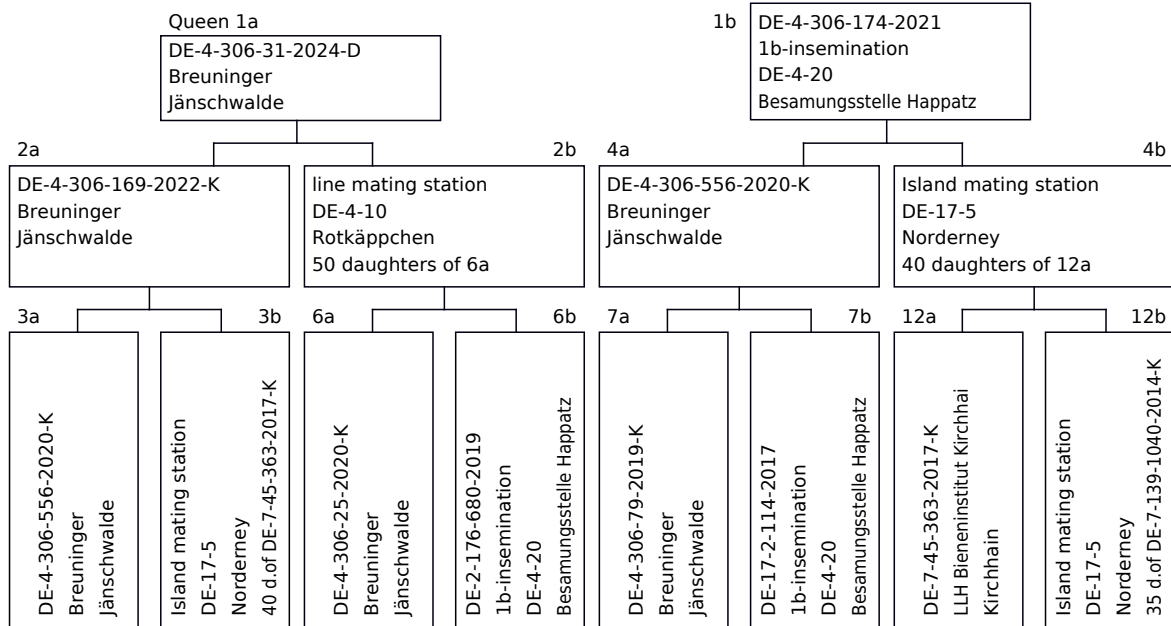 Queen 1a
DE-4-306-31-2024-D
Breuninger
Jänschwalde
1b
DE-4-306-174-2021
1b-insemination
DE-4-20
Besamungsstelle Happatz
2a
DE-4-306-169-2022-K
Breuninger
Jänschwalde
2b
line mating station
DE-4-10
Rotkäppchen
50 daughters of 6a
4a
DE-4-306-556-2020-K
Breuninger
Jänschwalde
4b
Island mating station
DE-17-5
Norderney
40 daughters of 12a
3a
DE-4-306-556-2020-K
Breuninger
Jänschwalde
3b
Island mating station
DE-17-5
Norderney
40 d.of DE-7-45-363-2017-K
6a
DE-4-306-25-2020-K
Breuninger
Jänschwalde
6b
DE-2-176-680-2019
1b-insemination
DE-4-20
Besamungsstelle Happatz
7a
DE-4-306-79-2019-K
Breuninger
Jänschwalde
7b
DE-17-2-114-2017
1b-insemination
DE-4-20
Besamungsstelle Happatz
12a
DE-7-45-363-2017-K
LLH Bieneninstitut Kirchhai
Kirchhain
12b
Island mating station
DE-17-5
Norderney
35 d.of DE-7-139-1040-2014-K